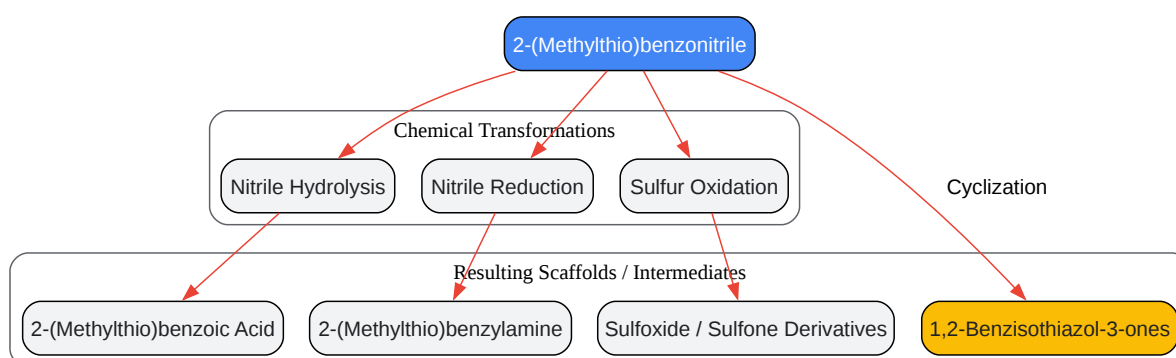 2-(Methylthio)benzonitrile
Chemical Transformations
Nitrile Hydrolysis
Nitrile Reduction
Sulfur Oxidation
Cyclization
Resulting Scaffolds / Intermediates
2-(Methylthio)benzoic Acid
2-(Methylthio)benzylamine
Sulfoxide / Sulfone Derivatives
1,2-Benzisothiazol-3-ones